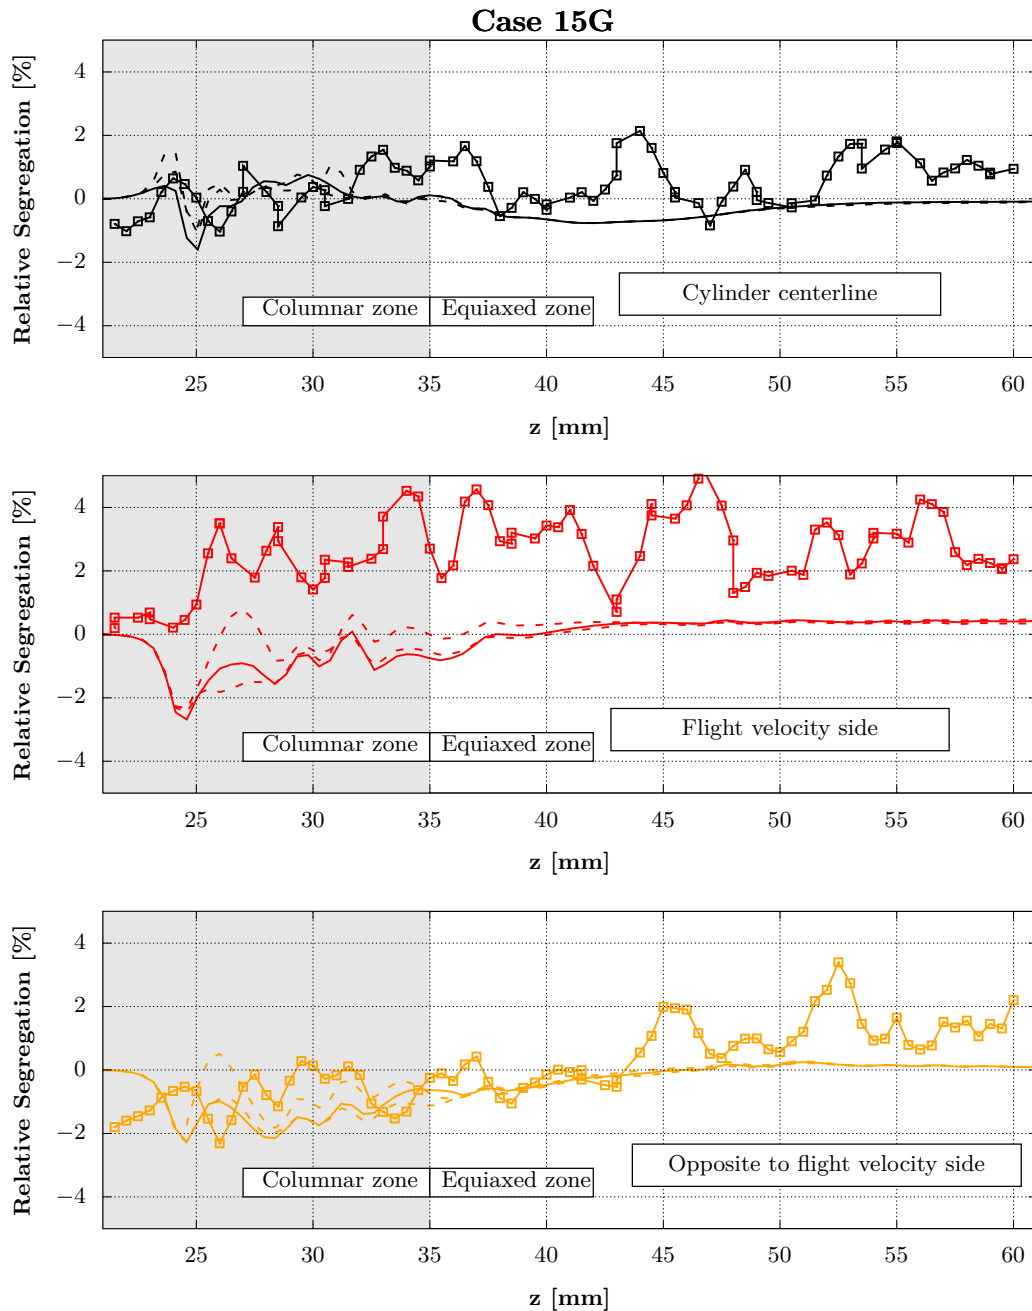 Case 15G
Relative Segregation [%]
4
2
0
−2
−4
Columnar zone
Equiaxed zone
Cylinder centerline
25 30 35 40 45 50 55 60
z [mm]
Relative Segregation [%]
4
2
0
−2
−4
Columnar zone
Equiaxed zone
Flight velocity side
25 30 35 40 45 50 55 60
z [mm]
Relative Segregation [%]
4
2
0
−2
−4
Columnar zone
Equiaxed zone
Opposite to flight velocity side
25 30 35 40 45 50 55 60
z [mm]